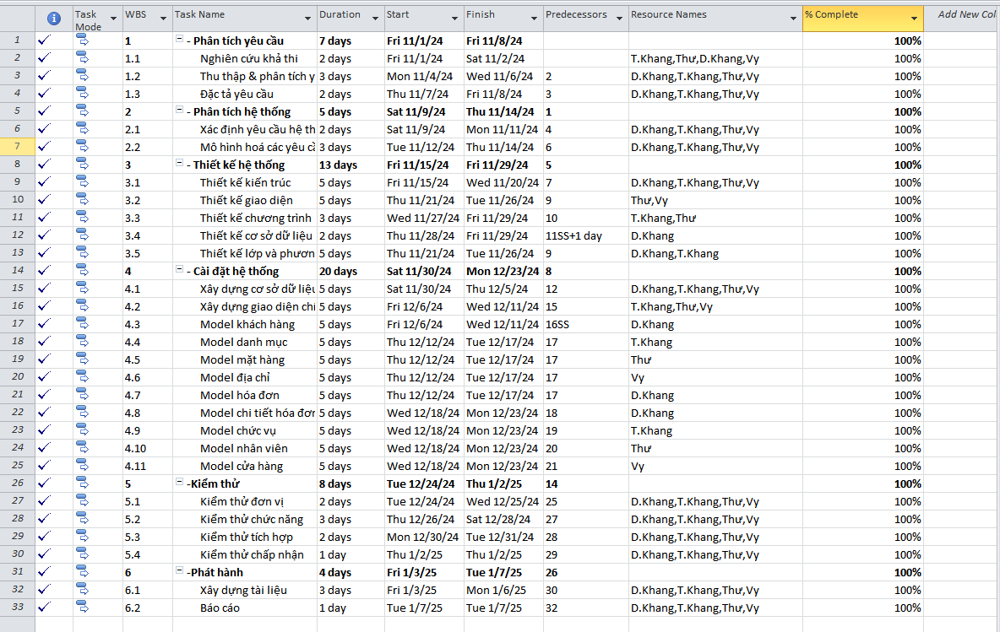 Task Mode WBS Task Name Duration Start Finish Predecessors Resource Names % Complete Add New Col
1 1 - Phân tích yêu cầu 7 days Fri 11/1/24 Fri 11/8/24 100%
2 1.1 Nghiên cứu khả thi 2 days Fri 11/1/24 Sat 11/2/24 T.Khang,Thư,D.Khang,Vy 100%
3 1.2 Thu thập & phân tích y 3 days Mon 11/4/24 Wed 11/6/24 2 D.Khang,T.Khang,Thư,Vy 100%
4 1.3 Đặc tả yêu cầu 2 days Thu 11/7/24 Fri 11/8/24 3 D.Khang,T.Khang,Thư,Vy 100%
5 2 - Phân tích hệ thống 5 days Sat 11/9/24 Thu 11/14/24 1 100%
6 2.1 Xác định yêu cầu hệ th 2 days Sat 11/9/24 Mon 11/11/24 4 D.Khang,T.Khang,Thư,Vy 100%
7 2.2 Mô hình hoá các yêu cầ 3 days Tue 11/12/24 Thu 11/14/24 6 D.Khang,T.Khang,Thư,Vy 100%
8 3 - Thiết kế hệ thống 13 days Fri 11/15/24 Fri 11/29/24 5 100%
9 3.1 Thiết kế kiến trúc 5 days Fri 11/15/24 Wed 11/20/24 7 D.Khang,T.Khang,Thư,Vy 100%
10 3.2 Thiết kế giao diện 5 days Thu 11/21/24 Tue 11/26/24 9 Thư,Vy 100%
11 3.3 Thiết kế chương trình 3 days Wed 11/27/24 Fri 11/29/24 10 T.Khang,Thư 100%
12 3.4 Thiết kế cơ sở dữ liệu 2 days Thu 11/28/24 Fri 11/29/24 11SS+1 day D.Khang 100%
13 3.5 Thiết kế lớp và phươn 5 days Thu 11/21/24 Tue 11/26/24 9 D.Khang,T.Khang 100%
14 4 - Cài đặt hệ thống 20 days Sat 11/30/24 Mon 12/23/24 8 100%
15 4.1 Xây dựng cơ sở dữ liệu 5 days Sat 11/30/24 Thu 12/5/24 12 D.Khang,T.Khang,Thư,Vy 100%
16 4.2 Xây dựng giao diện chi 5 days Fri 12/6/24 Wed 12/11/24 15 T.Khang,Thư,Vy 100%
17 4.3 Model khách hàng 5 days Fri 12/6/24 Wed 12/11/24 16SS D.Khang 100%
18 4.4 Model danh mục 5 days Thu 12/12/24 Tue 12/17/24 17 T.Khang 100%
19 4.5 Model mặt hàng 5 days Thu 12/12/24 Tue 12/17/24 17 Thư 100%
20 4.6 Model địa chỉ 5 days Thu 12/12/24 Tue 12/17/24 17 Vy 100%
21 4.7 Model hóa đơn 5 days Thu 12/12/24 Tue 12/17/24 17 D.Khang 100%
22 4.8 Model chi tiết hóa đơn 5 days Wed 12/18/24 Mon 12/23/24 18 D.Khang 100%
23 4.9 Model chức vụ 5 days Wed 12/18/24 Mon 12/23/24 19 T.Khang 100%
24 4.10 Model nhân viên 5 days Wed 12/18/24 Mon 12/23/24 20 Thư 100%
25 4.11 Model cửa hàng 5 days Wed 12/18/24 Mon 12/23/24 21 Vy 100%
26 5 -Kiểm thử 8 days Tue 12/24/24 Thu 1/2/25 14 100%
27 5.1 Kiểm thử đơn vị 2 days Tue 12/24/24 Wed 12/25/24 25 D.Khang,T.Khang,Thư,Vy 100%
28 5.2 Kiểm thử chức năng 3 days Thu 12/26/24 Sat 12/28/24 27 D.Khang,T.Khang,Thư,Vy 100%
29 5.3 Kiểm thử tích hợp 2 days Mon 12/30/24 Tue 12/31/24 28 D.Khang,T.Khang,Thư,Vy 100%
30 5.4 Kiểm thử chấp nhận 1 day Thu 1/2/25 Thu 1/2/25 29 D.Khang,T.Khang,Thư,Vy 100%
31 6 -Phát hành 4 days Fri 1/3/25 Tue 1/7/25 26 100%
32 6.1 Xây dựng tài liệu 3 days Fri 1/3/25 Mon 1/6/25 30 D.Khang,T.Khang,Thư,Vy 100%
33 6.2 Báo cáo 1 day Tue 1/7/25 Tue 1/7/25 32 D.Khang,T.Khang,Thư,Vy 100%